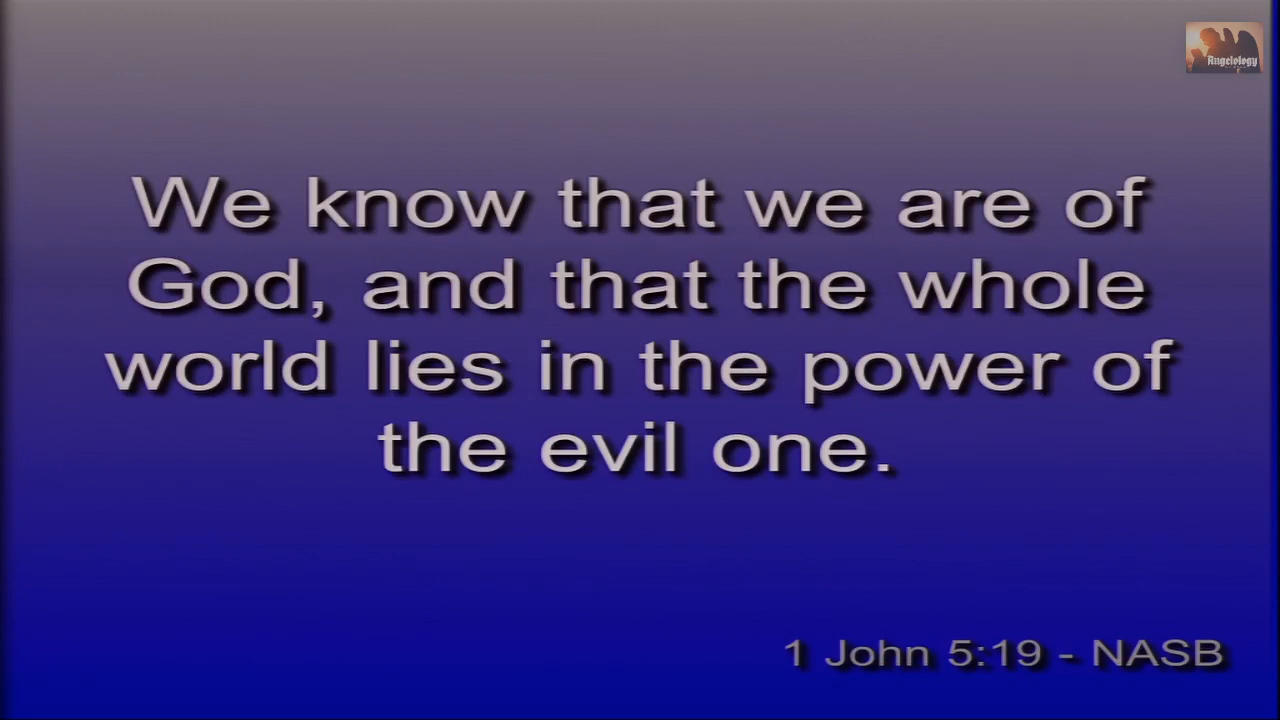 Angelology
We know that we are of
God, and that the whole
world lies in the power of
the evil one.
1 John 5:19 - NASB